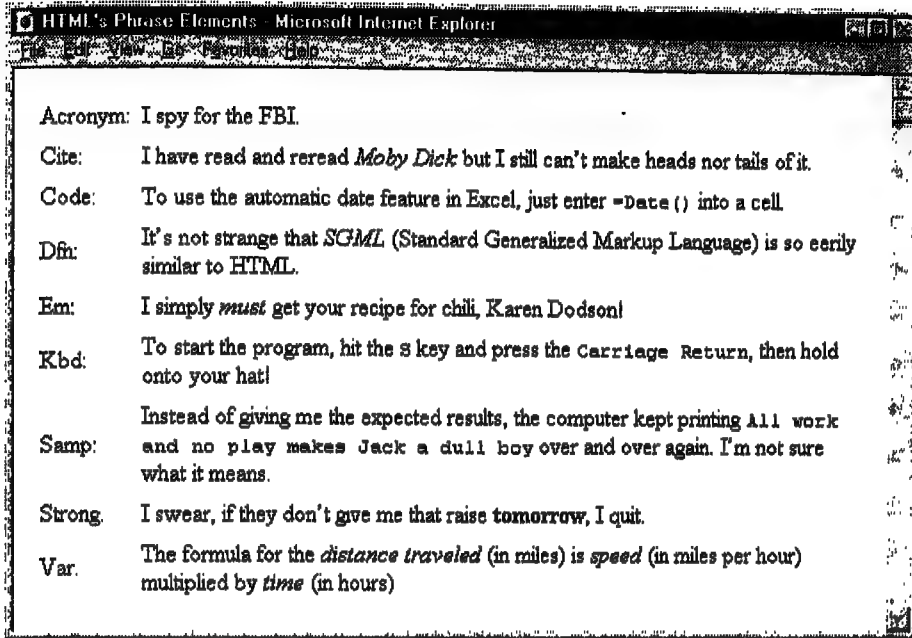 HTML's Phrase Elements - Microsoft Internet Explorer
File Edit View Go Favorites Help
Acronym: I spy for the FBI.
Cite: I have read and reread Moby Dick but I still can't make heads nor tails of it.
Code: To use the automatic date feature in Excel, just enter =Date() into a cell.
Dfn: It's not strange that SGML (Standard Generalized Markup Language) is so eerily
similar to HTML.
Em: I simply must get your recipe for chili, Karen Dodson!
Kbd: To start the program, hit the S key and press the Carriage Return, then hold
onto your hat!
Instead of giving me the expected results, the computer kept printing All work
Samp: and no play makes Jack a dull boy over and over again. I'm not sure
what it means.
Strong. I swear, if they don't give me that raise tomorrow, I quit.
Var. The formula for the distance traveled (in miles) is speed (in miles per hour)
multiplied by time (in hours)